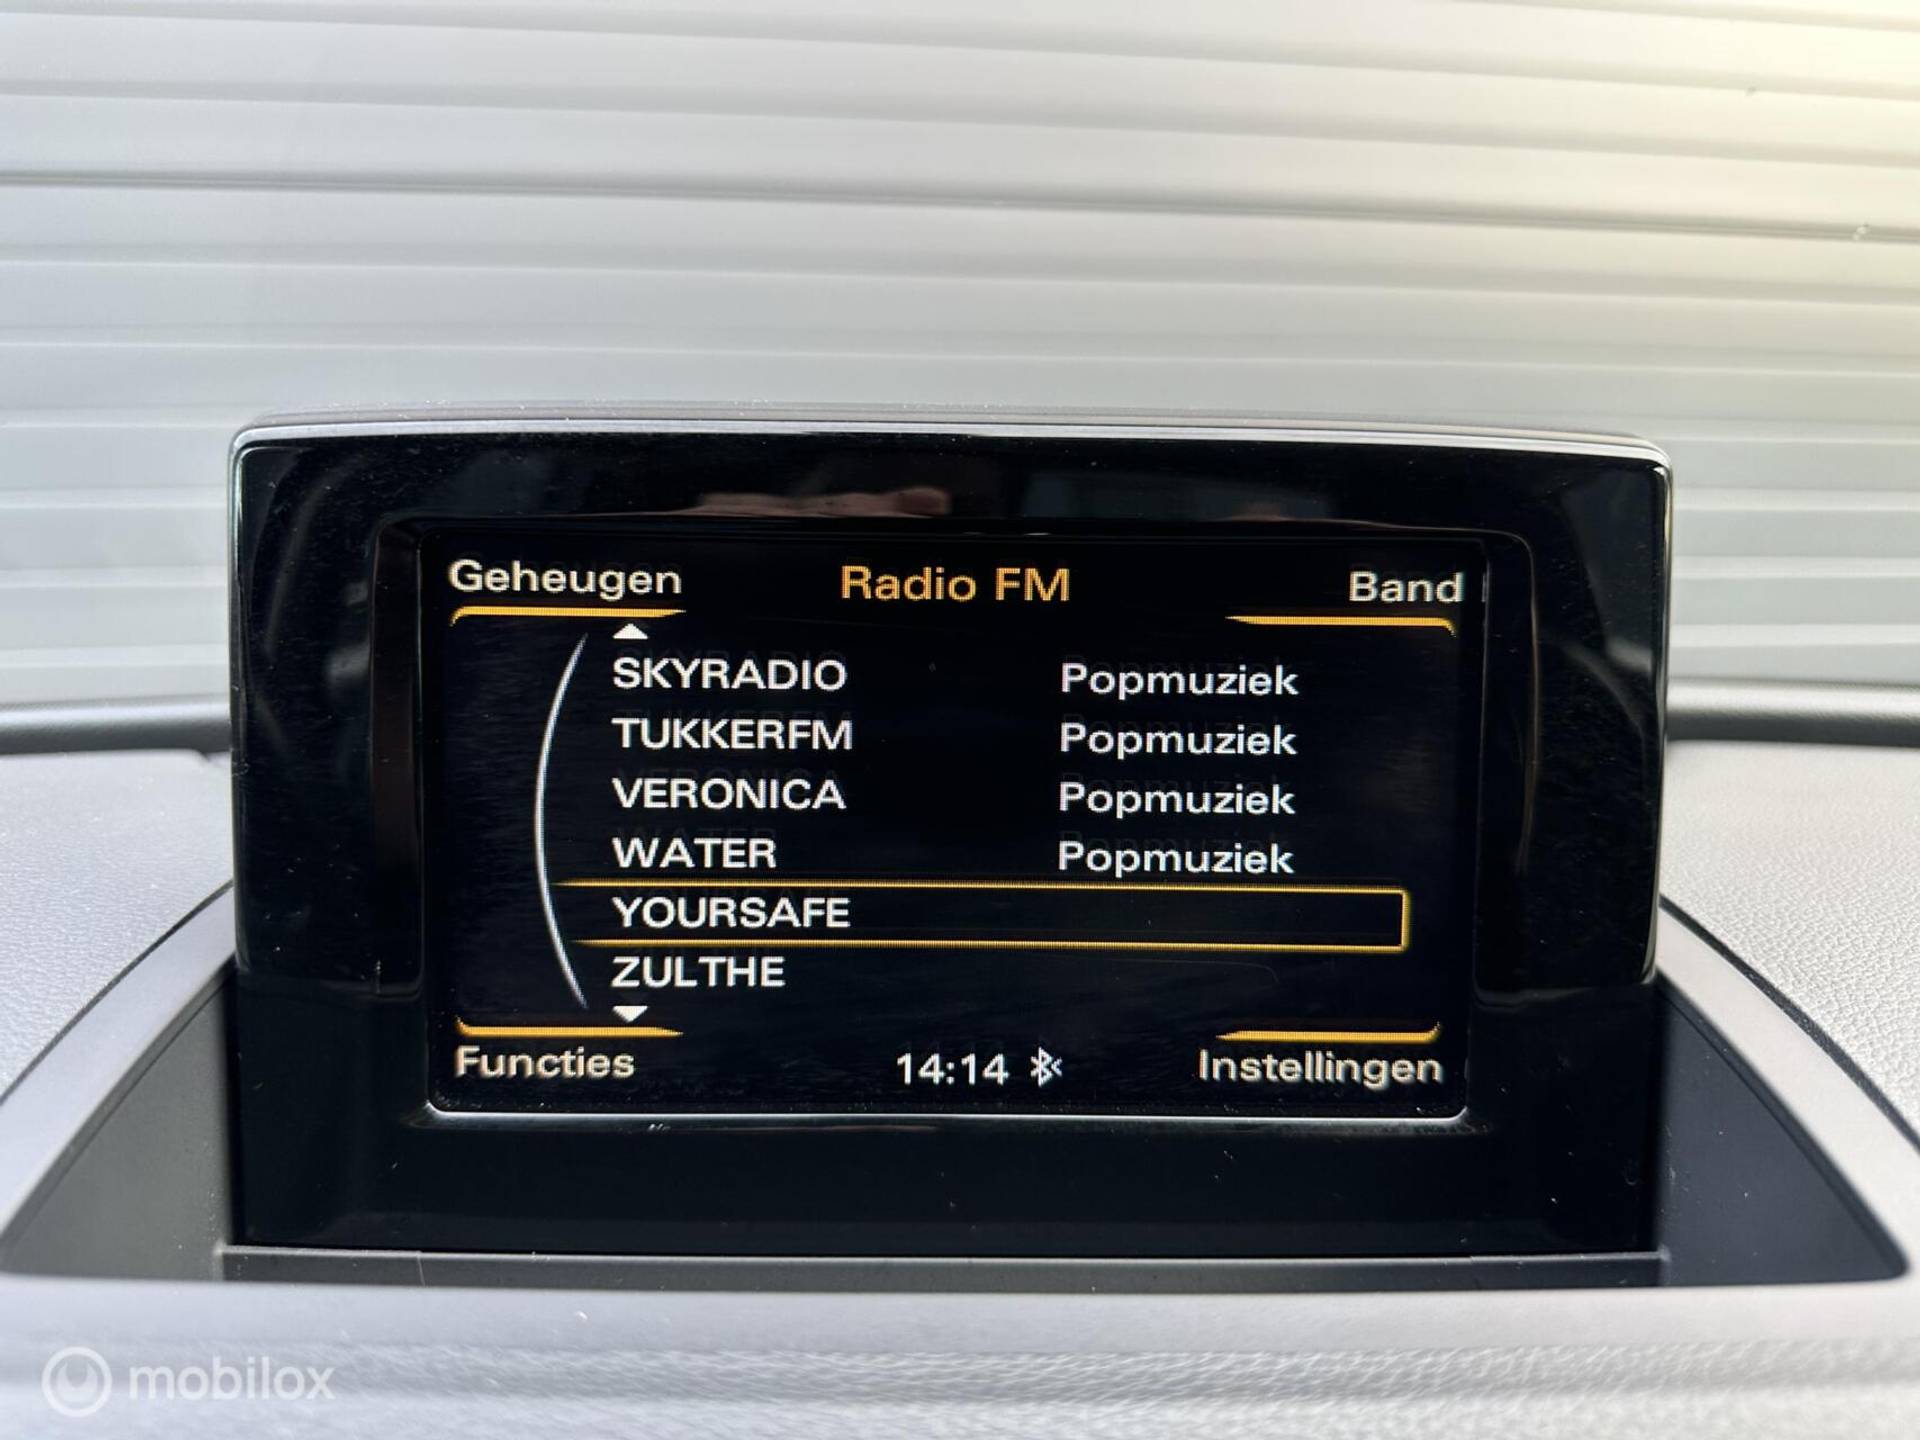 Geheugen Radio FM Band
SKYRADIO Popmuziek
TUKKERFM Popmuziek
VERONICA Popmuziek
WATER Popmuziek
YOURSAFE
ZULTHE
Functies 14:14 Instellingen
mobilox